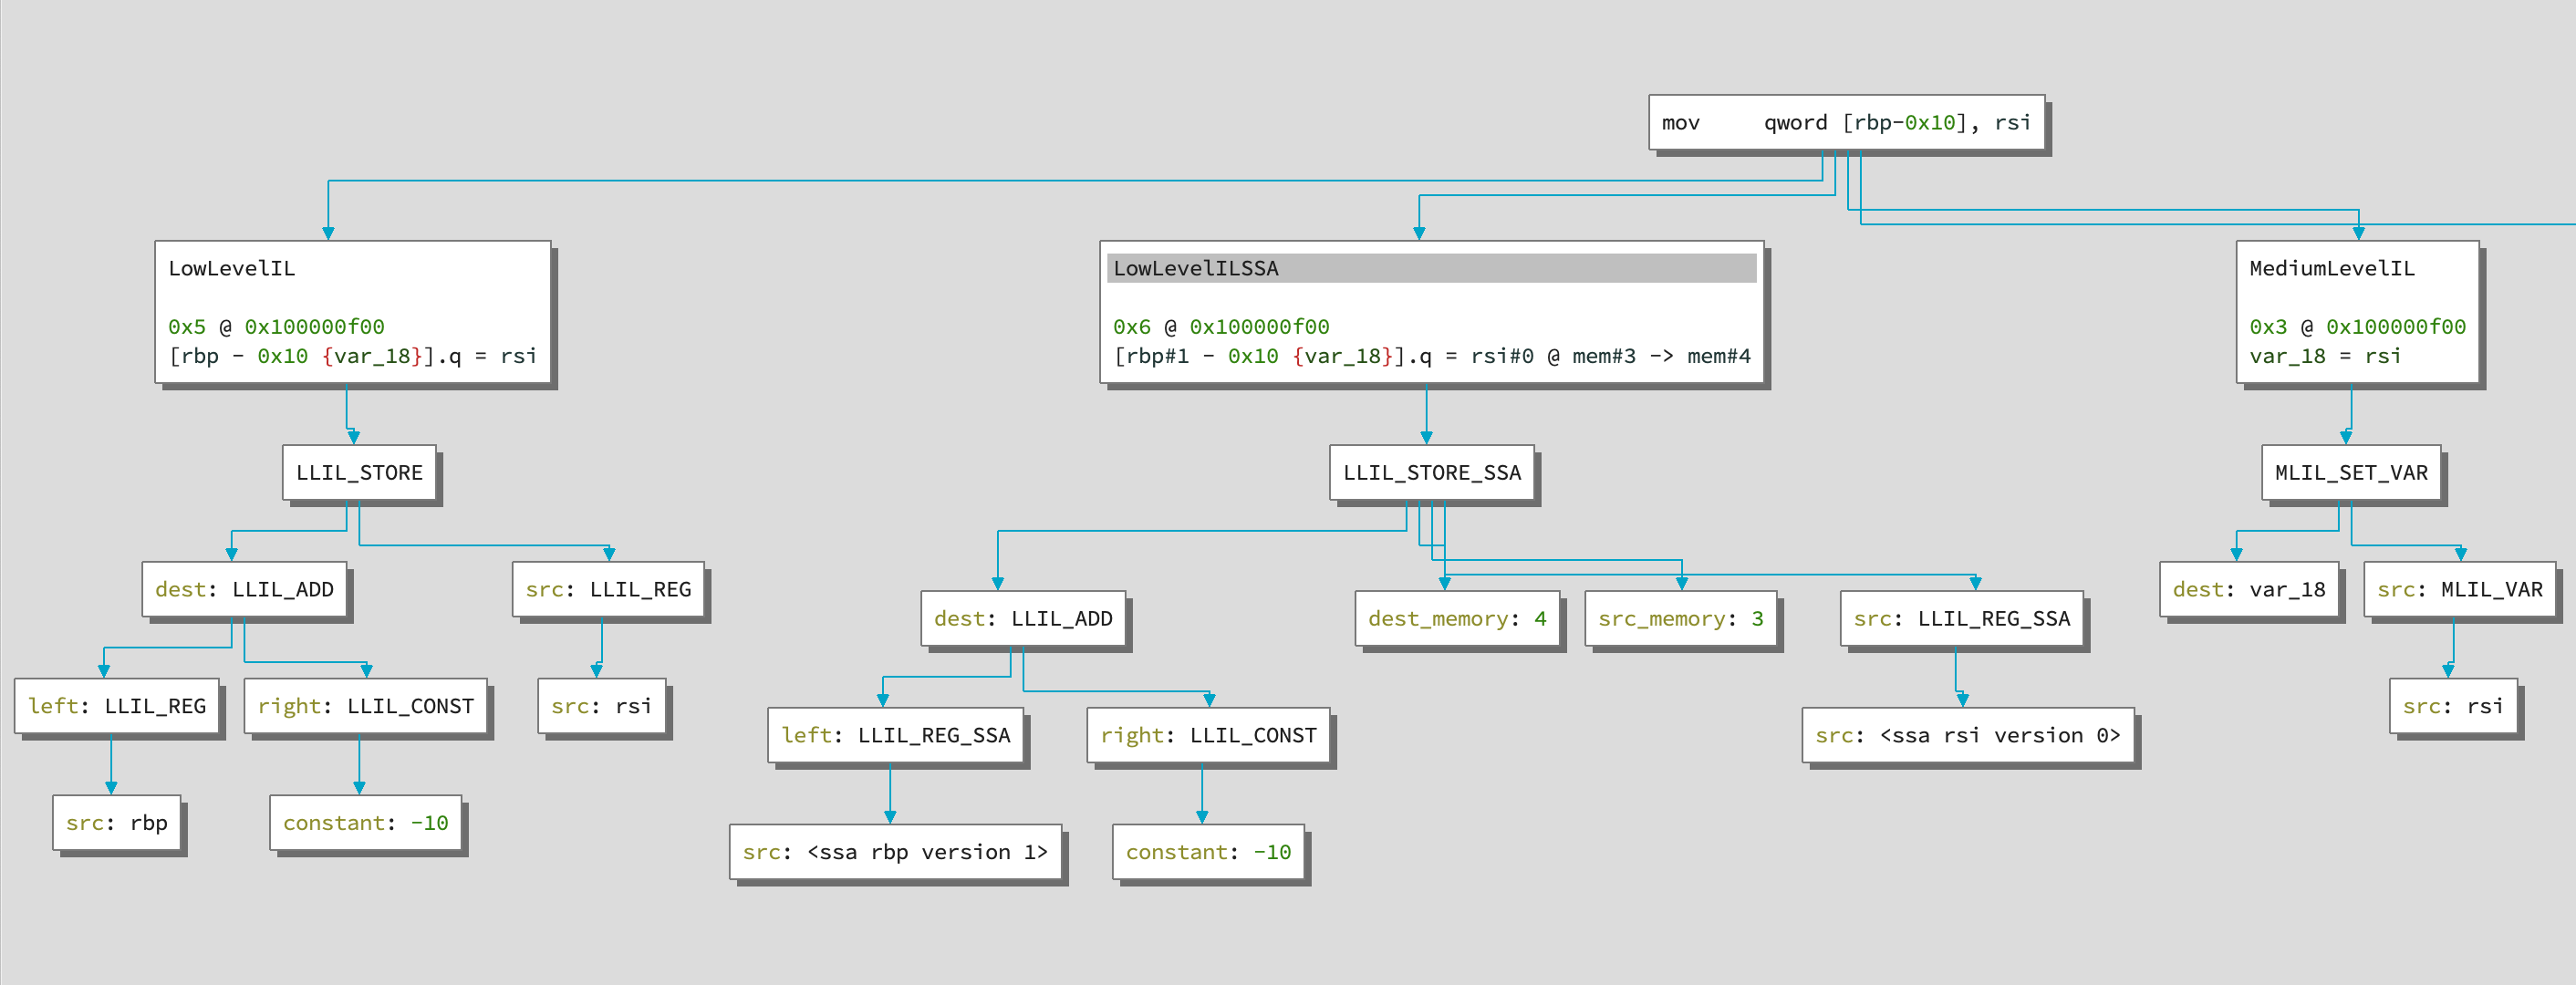 mov     qword [rbp-0x10], rsi
LowLevelIL
0x5 @ 0x100000f00
[rbp - 0x10 {var_18}].q = rsi
LowLevelILSSA
0x6 @ 0x100000f00
[rbp#1 - 0x10 {var_18}].q = rsi#0 @ mem#3 -> mem#4
MediumLevelIL
0x3 @ 0x100000f00
var_18 = rsi
LLIL_STORE
LLIL_STORE_SSA
MLIL_SET_VAR
dest: LLIL_ADD
src: LLIL_REG
dest: LLIL_ADD
dest_memory: 4
src_memory: 3
src: LLIL_REG_SSA
dest: var_18
src: MLIL_VAR
left: LLIL_REG
right: LLIL_CONST
src: rsi
left: LLIL_REG_SSA
right: LLIL_CONST
src: <ssa rsi version 0>
src: rsi
src: rbp
constant: -10
src: <ssa rbp version 1>
constant: -10